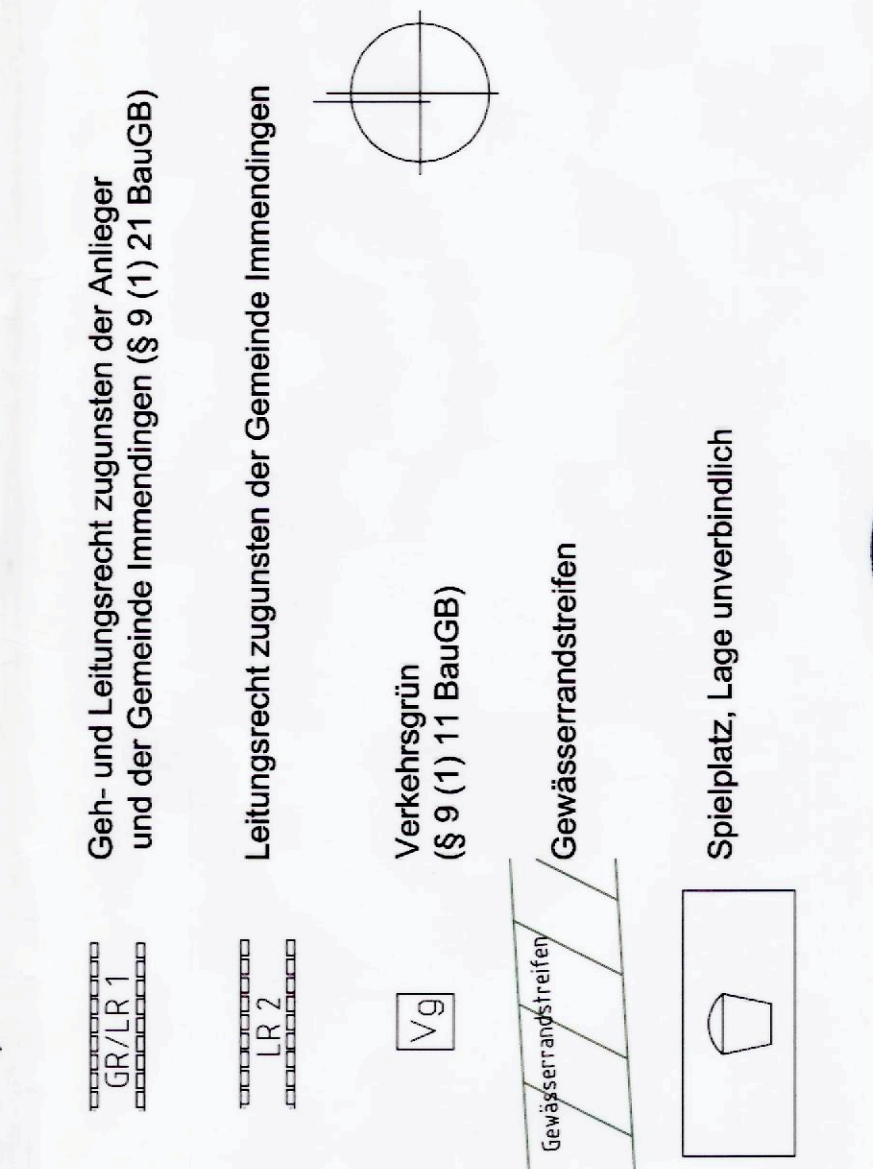 GR/LR 1
Geh- und Leitungsrecht zugunsten der Anlieger
und der Gemeinde Immendingen (§ 9 (1) 21 BauGB)
LR 2
Leitungsrecht zugunsten der Gemeinde Immendingen
Vg
Verkehrsgrün
(§ 9 (1) 11 BauGB)
Gewässerrandstreifen
Gewässerrandstreifen
Spielplatz, Lage unverbindlich